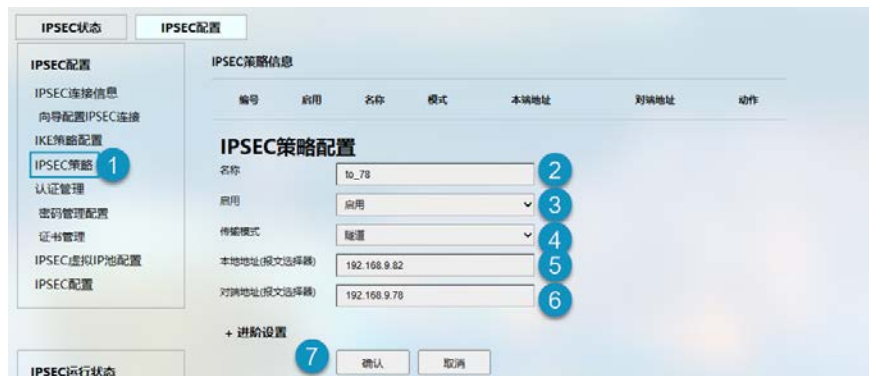 IPSEC状态 IPSEC配置
IPSEC配置
IPSEC连接信息
向导配置IPSEC连接
IKE策略配置
IPSEC策略 1
认证管理
密码管理配置
证书管理
IPSEC虚拟IP池配置
IPSEC配置
IPSEC运行状态
IPSEC策略信息
编号 启用 名称 模式 本端地址 对端地址 动作
IPSEC策略配置
名称 to_78 2
启用 启用 3
传输模式 隧道 4
本地地址(报文选择器) 192.168.9.82 5
对端地址(报文选择器) 192.168.9.78 6
+ 进阶设置
7 确认 取消